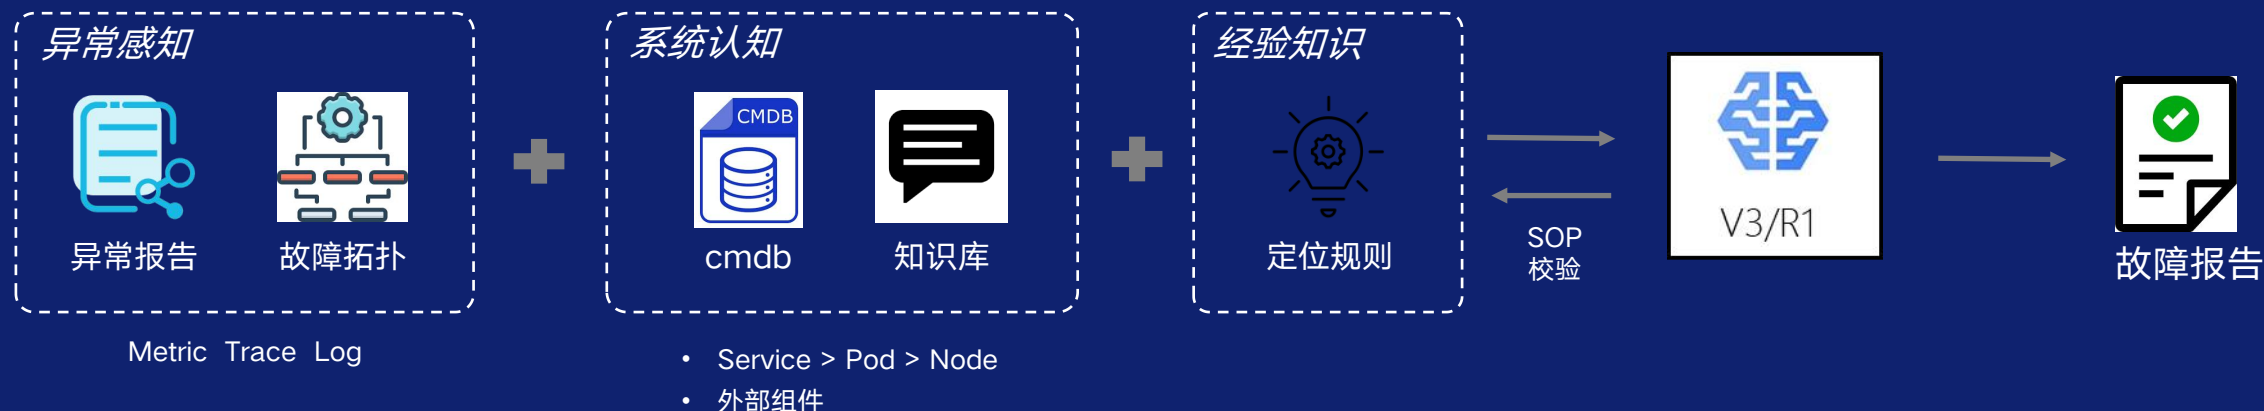 异常感知
异常报告
故障拓扑
Metric Trace Log
系统认知
CMDB
cmdb
知识库
• Service > Pod > Node
• 外部组件
经验知识
定位规则
SOP
校验
V3/R1
故障报告